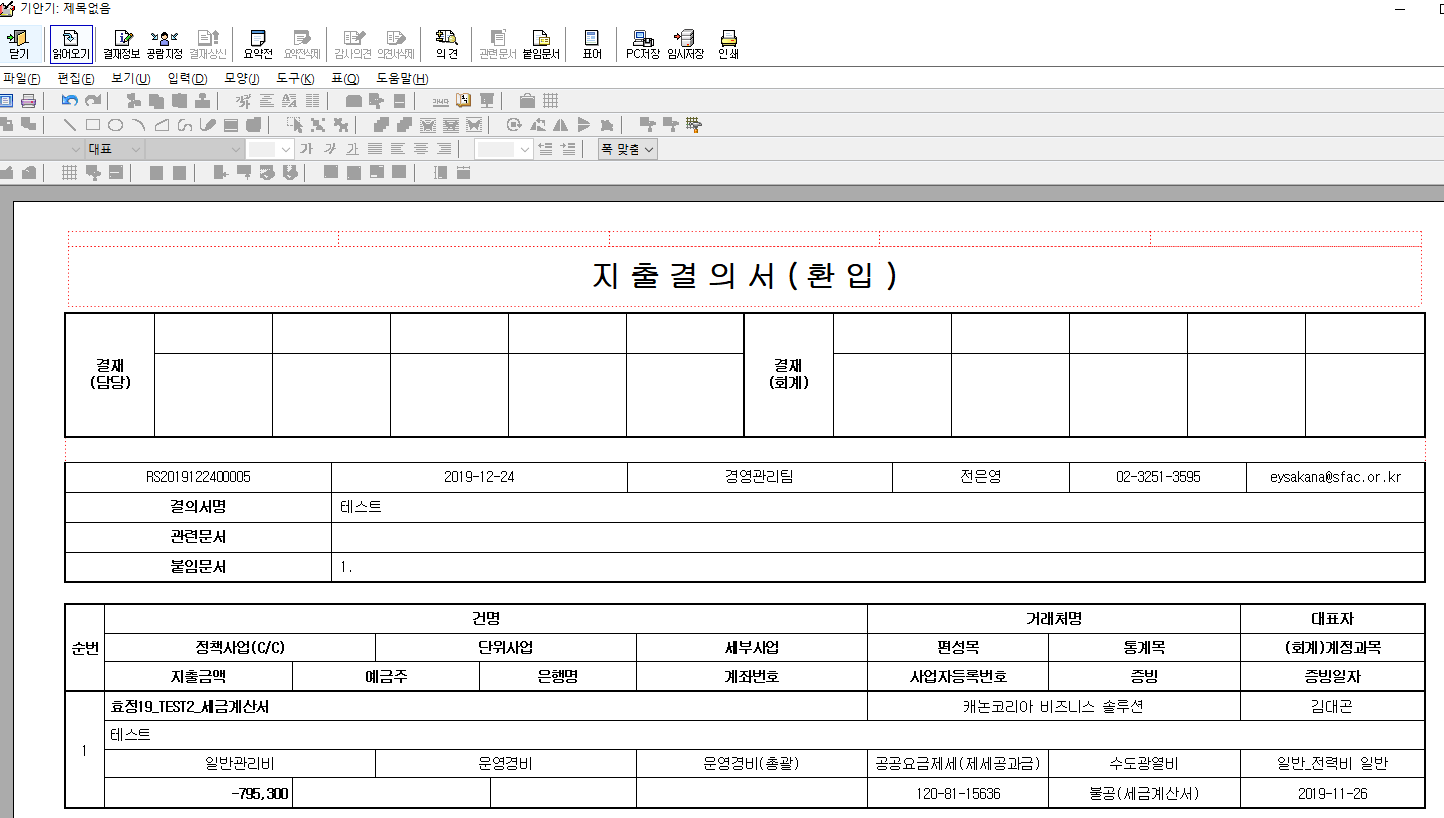 기안기: 제목없음
닫기 읽어오기 결재정보 공람지정 결재상신 요약전 요약전삭제 감사의견 의견서삭제 의견 관련문서 붙임문서 표어 PC저장 임시저장 인쇄
파일(F) 편집(E) 보기(U) 입력(D) 모양(J) 도구(K) 표(Q) 도움말(H)
대표 가 가 가 폭 맞춤
지 출 결 의 서 ( 환 입 )
결재
(담당)
결재
(회계)
RS2019122400005 2019-12-24 경영관리팀 전은영 02-3251-3595 eysakana@sfac.or.kr
결의서명 테스트
관련문서
붙임문서 1.
순번 건명 거래처명 대표자
정책사업(C/C) 단위사업 세부사업 편성목 통계목 (회계)계정과목
지출금액 예금주 은행명 계좌번호 사업자등록번호 증빙 증빙일자
1 효정19_TEST2_세금계산서 캐논코리아 비즈니스 솔루션 김대곤
테스트
일반관리비 운영경비 운영경비(총괄) 공공요금제세(제세공과금) 수도광열비 일반_전력비 일반
-795,300 120-81-15636 불공(세금계산서) 2019-11-26